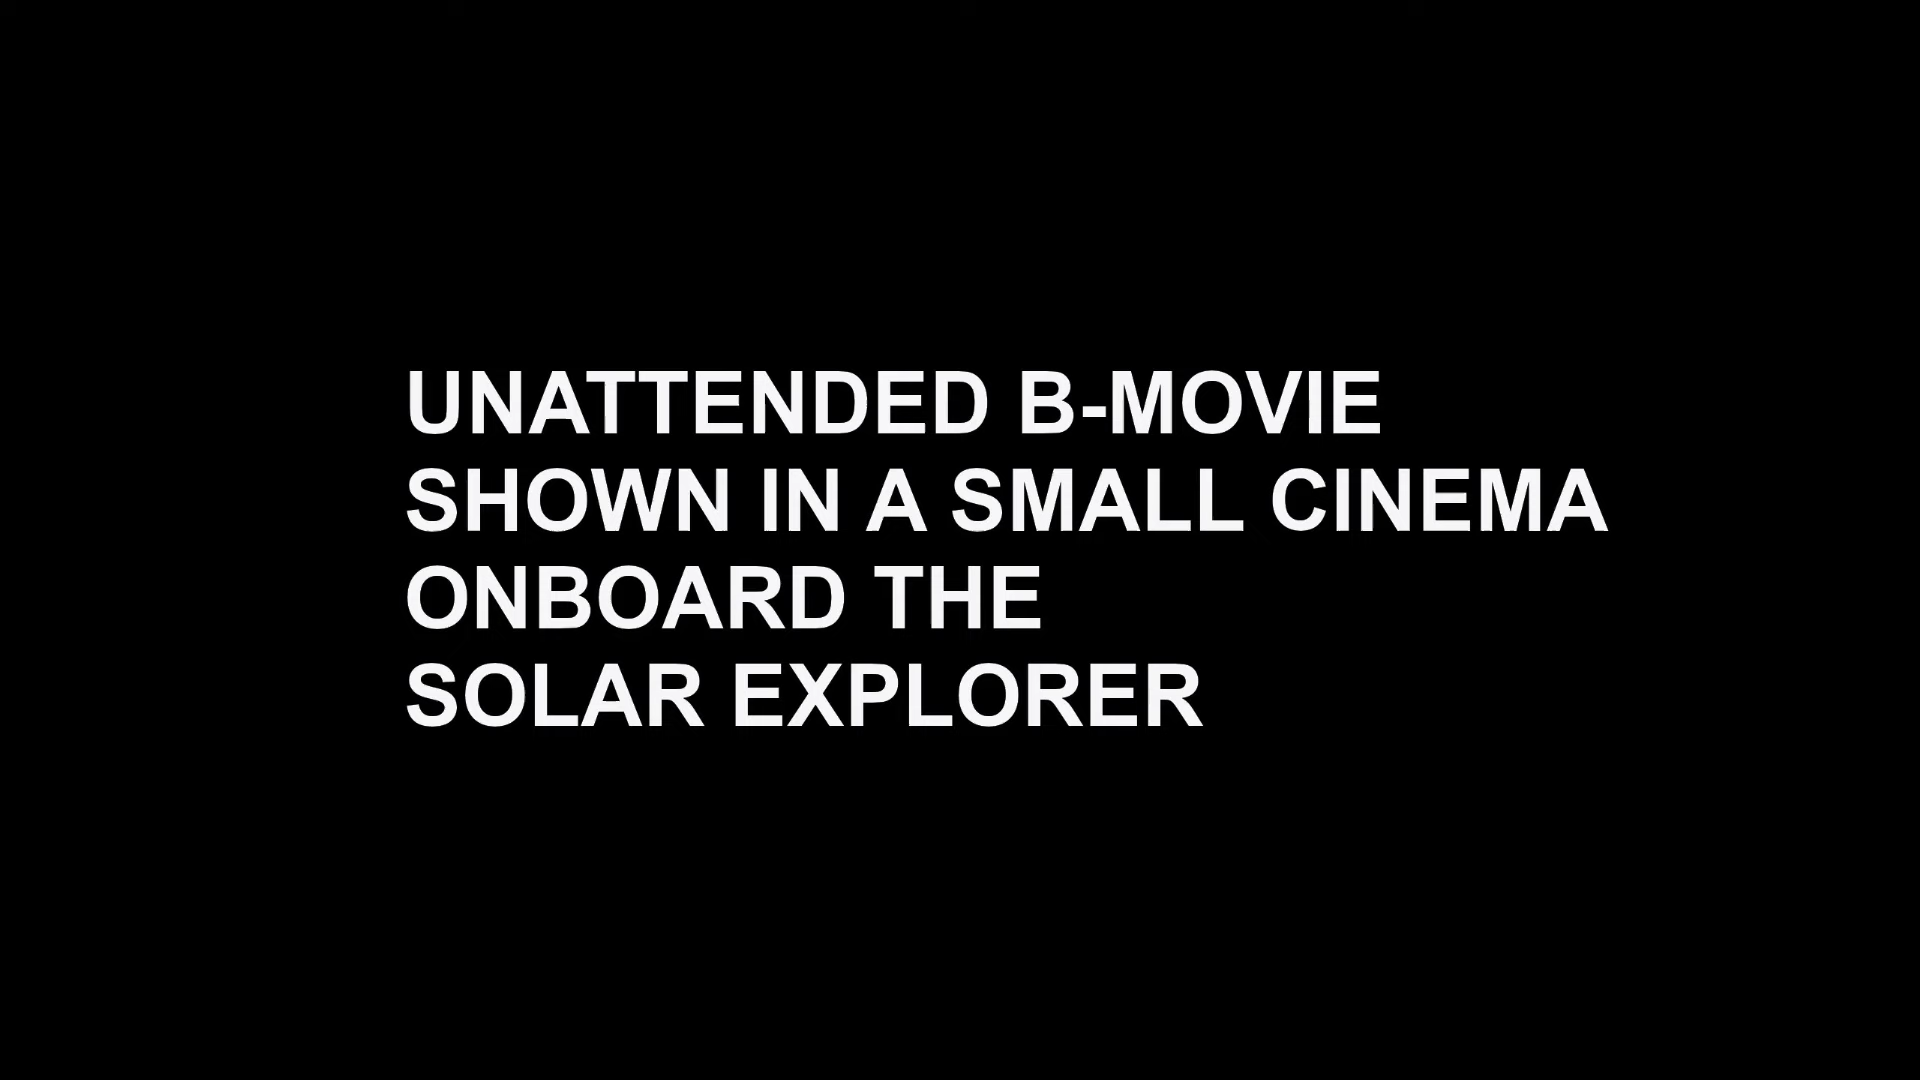 UNATTENDED B-MOVIE
SHOWN IN A SMALL CINEMA
ONBOARD THE
SOLAR EXPLORER